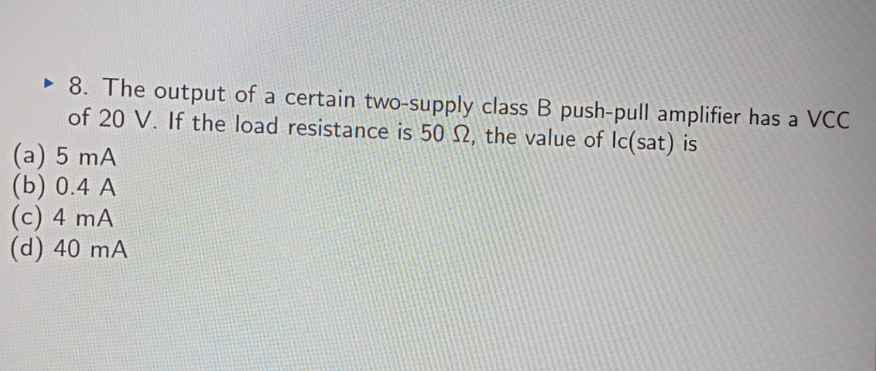 ▸ 8. The output of a certain two-supply class B push-pull amplifier has a VCC
of 20 V. If the load resistance is 50 Ω, the value of Ic(sat) is
(a) 5 mA
(b) 0.4 A
(c) 4 mA
(d) 40 mA